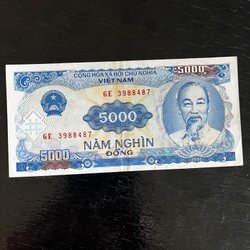 CỘNG HÒA XÃ HỘI CHỦ NGHĨA
VIỆT NAM
5000
GE 3988487
5000
GE 3988487
5000
NĂM NGHÌN
ĐỒNG